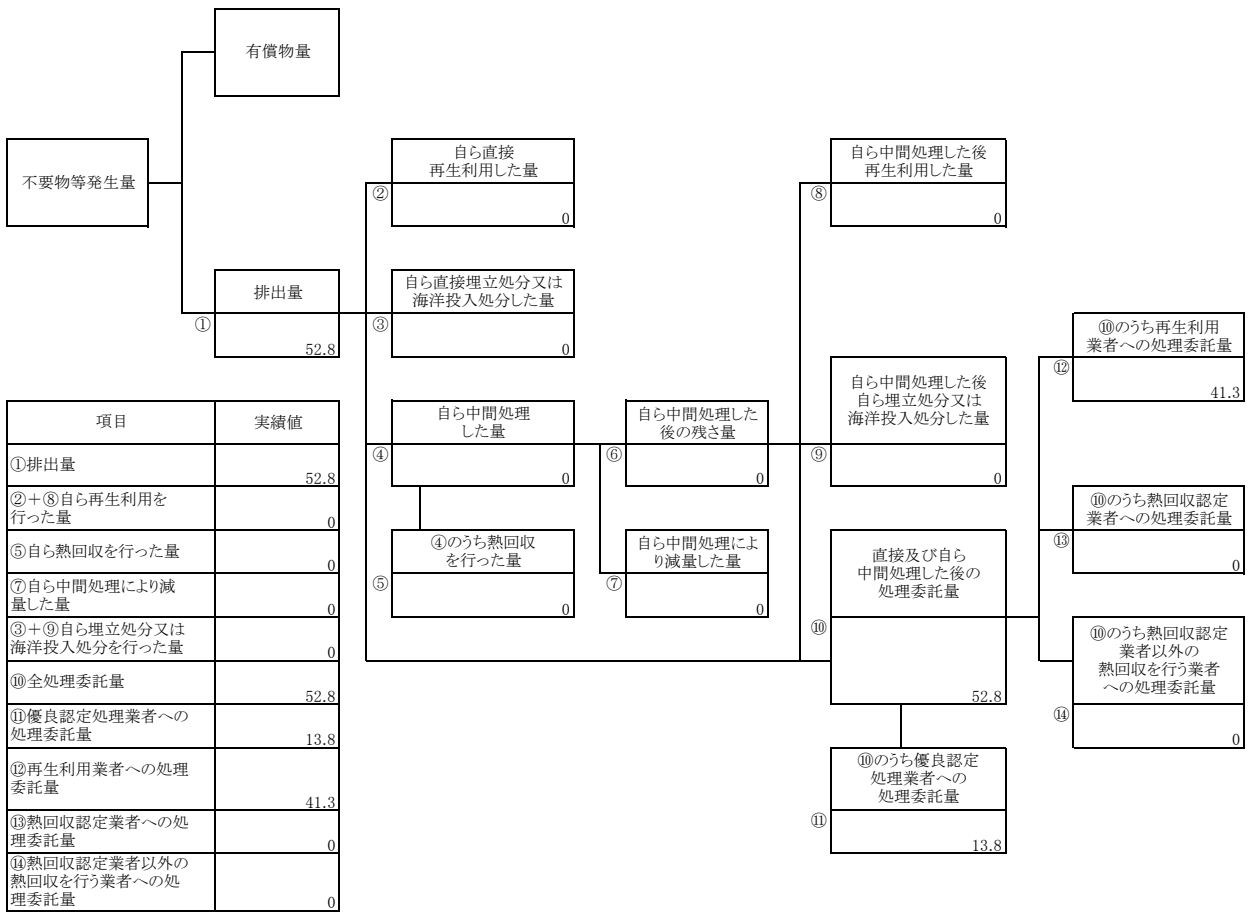 有償物量
不要物等発生量
排出量
①
52.8
自ら直接
再生利用した量
②
0
自ら直接埋立処分又は
海洋投入処分した量
③
0
自ら中間処理
した量
④
0
④のうち熱回収
を行った量
⑤
0
自ら中間処理した
後の残さ量
⑥
0
自ら中間処理によ
り減量した量
⑦
0
自ら中間処理した後
再生利用した量
⑧
0
自ら中間処理した後
自ら埋立処分又は
海洋投入処分した量
⑨
0
直接及び自ら
中間処理した後の
処理委託量
⑩
52.8
⑩のうち優良認定
処理業者への
処理委託量
⑪
13.8
⑩のうち再生利用
業者への処理委託量
⑫
41.3
⑩のうち熱回収認定
業者への処理委託量
⑬
0
⑩のうち熱回収認定
業者以外の
熱回収を行う業者
への処理委託量
⑭
0
項目 実績値
①排出量
52.8
②+⑧自ら再生利用を
行った量
0
⑤自ら熱回収を行った量
0
⑦自ら中間処理により減
量した量
0
③+⑨自ら埋立処分又は
海洋投入処分を行った量
0
⑩全処理委託量
52.8
⑪優良認定処理業者への
処理委託量
13.8
⑫再生利用業者への処理
委託量
41.3
⑬熱回収認定業者への処
理委託量
0
⑭熱回収認定業者以外の
熱回収を行う業者への処
理委託量
0